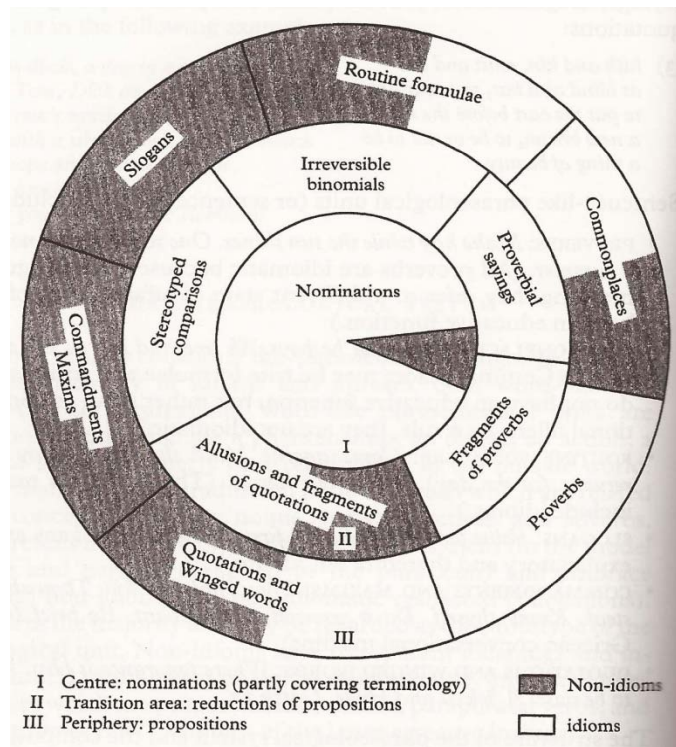 Routine formulae
Slogans
Irreversible
binomials
Commonplaces
Proverbial
sayings
Stereotyped
comparisons
Nominations
Commandments
Maxims
I
Fragments
of proverbs
Allusions and fragments
of quotations
Proverbs
II
Quotations and
Winged words
III
I Centre: nominations (partly covering terminology)
II Transition area: reductions of propositions
III Periphery: propositions
Non-idioms
idioms